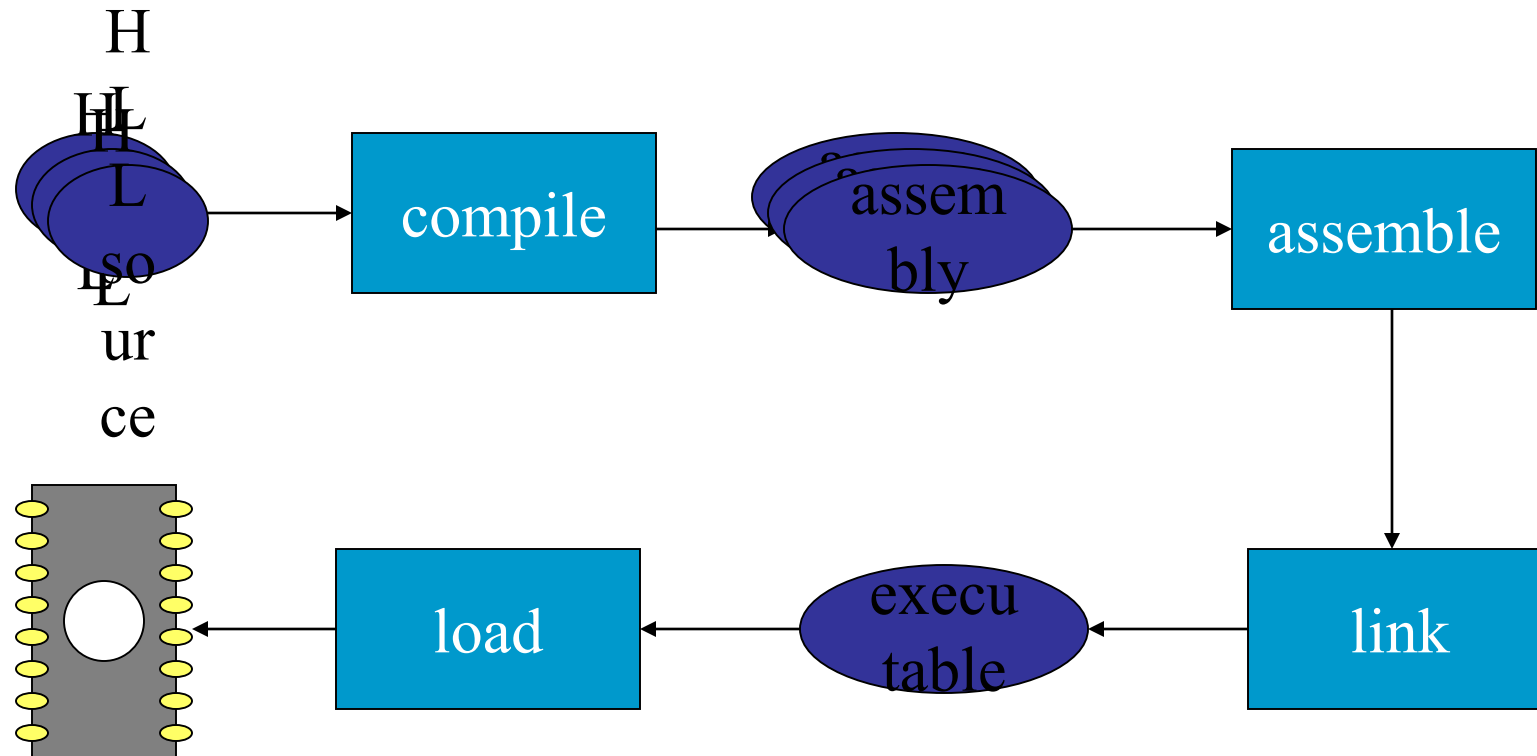 H
L
L
so
ur
ce
compile
assem
bly
assemble
execu
table
load
link